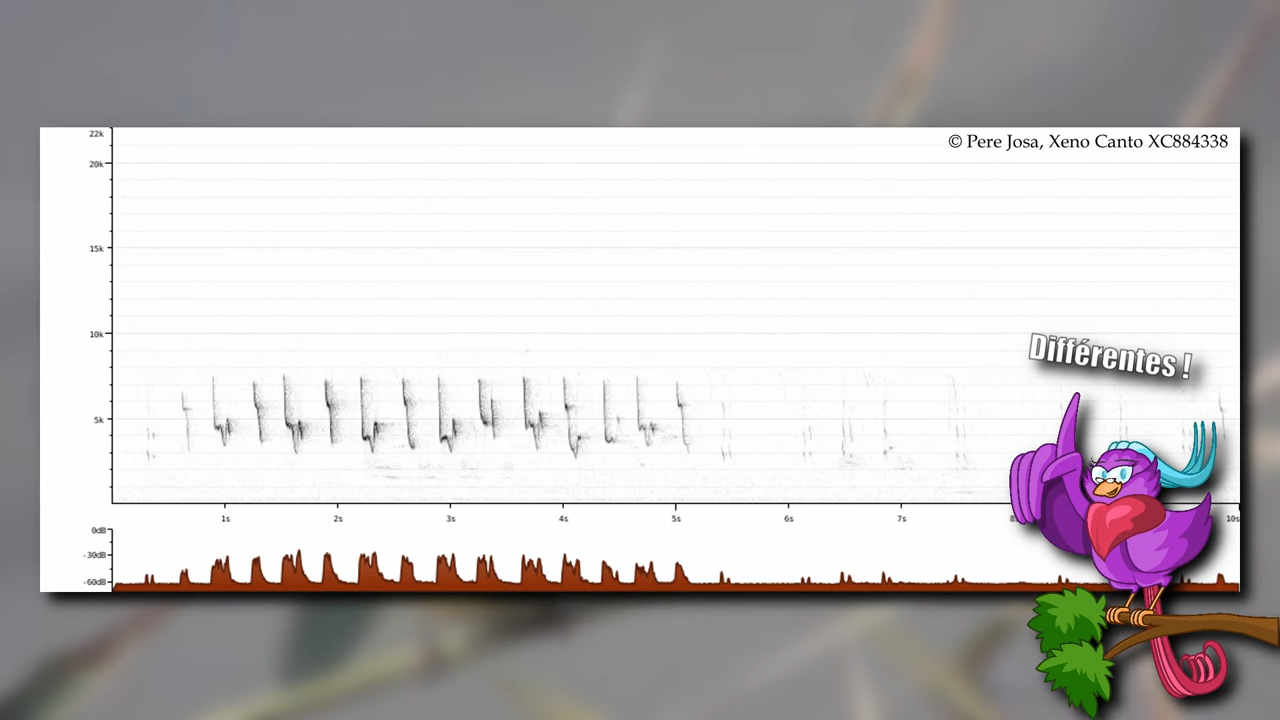 © Pere Josa, Xeno Canto XC884338
22k
20k
15k
10k
5k
Différentes !
1s 2s 3s 4s 5s 6s 7s 8 10s
0dB
-30dB
-60dB